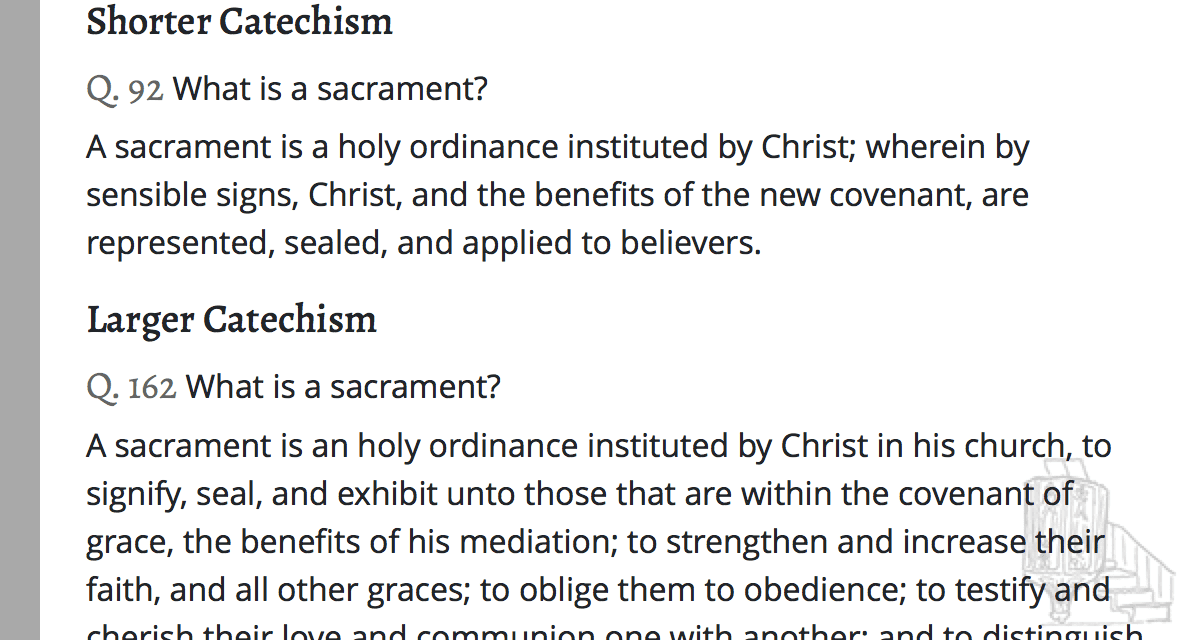 Shorter Catechism
Q. 92 What is a sacrament?
A sacrament is a holy ordinance instituted by Christ; wherein by
sensible signs, Christ, and the benefits of the new covenant, are
represented, sealed, and applied to believers.
Larger Catechism
Q. 162 What is a sacrament?
A sacrament is an holy ordinance instituted by Christ in his church, to
signify, seal, and exhibit unto those that are within the covenant of
grace, the benefits of his mediation; to strengthen and increase their
faith, and all other graces; to oblige them to obedience; to testify and
cherish their love and communion one with another; and to distinguish